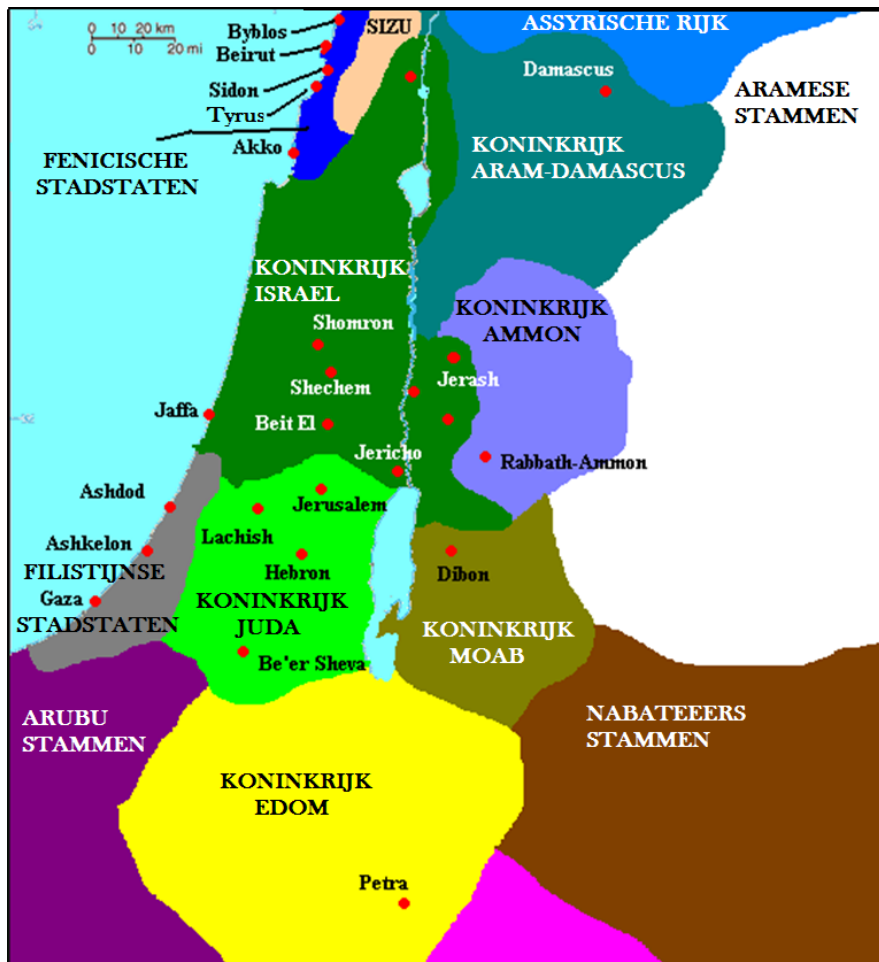 0 10 20 km
0 10 20 mi
Byblos
Beirut
Sidon
Tyrus
Akko
FENICISCHE
STADSTATEN
SIZU
ASSYRISCHE RIJK
Damascus
ARAMESE
STAMMEN
KONINKRIJK
ARAM-DAMASCUS
KONINKRIJK
ISRAEL
KONINKRIJK
AMMON
Shomron
Shechem
Jerash
Jaffa
Beit El
32
Jericho
Rabbath-Ammon
Ashdod
Jerusalem
Lachish
Ashkelon
Hebron
Dibon
FILISTIJNSE
Gaza
STADSTATEN
KONINKRIJK
JUDA
KONINKRIJK
MOAB
Be'er Sheva
ARUBU
STAMMEN
NABATEEERS
STAMMEN
KONINKRIJK
EDOM
Petra